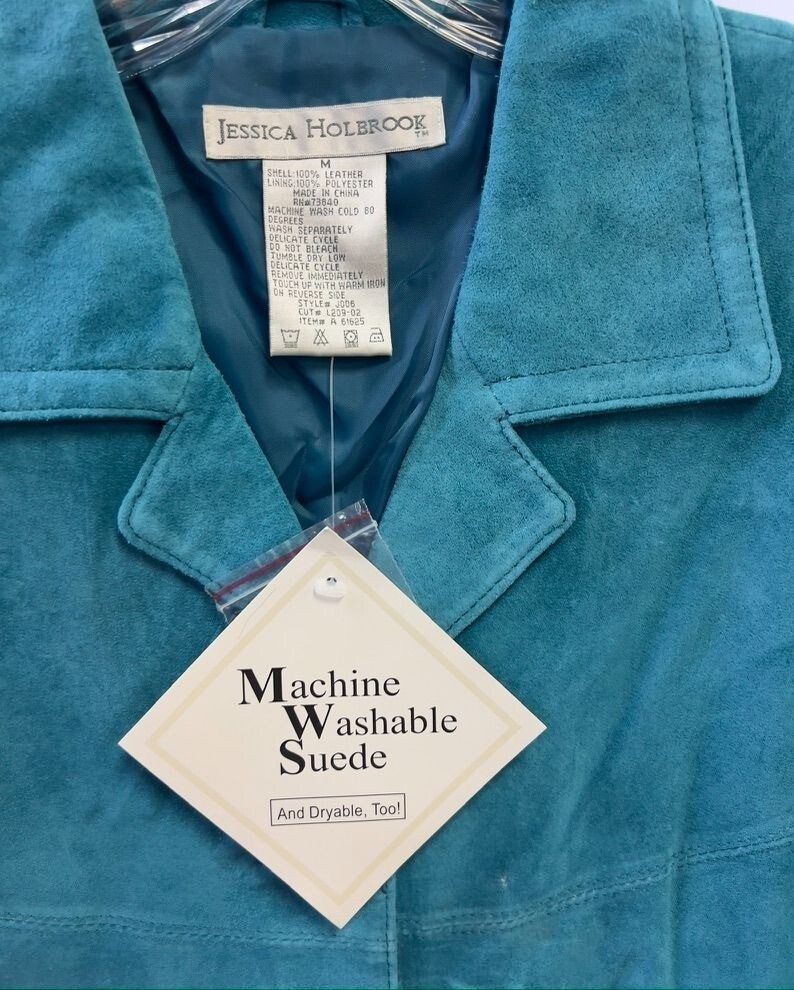 JESSICA HOLBROOK™
M
SHELL:100% LEATHER
LINING:100% POLYESTER
MADE IN CHINA
RN#73840
MACHINE WASH COLD 80
DEGREES
WASH SEPARATELY
DELICATE CYCLE
DO NOT BLEACH
TUMBLE DRY LOW
DELICATE CYCLE
REMOVE IMMEDIATELY
TOUCH UP WITH WARM IRON
ON REVERSE SIDE
STYLE# J006
CUT# L209-02
ITEM# A 61625
Machine
Washable
Suede
And Dryable, Too!